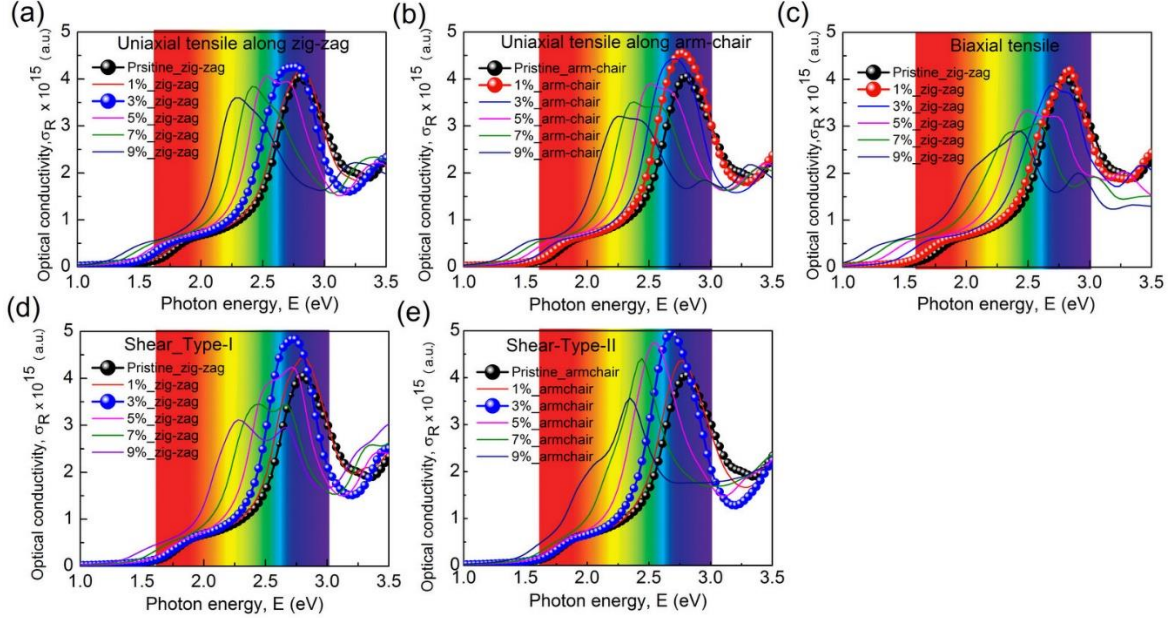 (a)
Uniaxial tensile along zig-zag
Prsitine_zig-zag
1%_zig-zag
3%_zig-zag
5%_zig-zag
7%_zig-zag
9%_zig-zag
Optical conductivity,σR x 10^15 (a.u.)
5
4
3
2
1
0
1.0 1.5 2.0 2.5 3.0 3.5
Photon energy, E (eV)
(b)
Uniaxial tensile along arm-chair
Pristine_arm-chair
1%_arm-chair
3%_arm-chair
5%_arm-chair
7%_arm-chair
9%_arm-chair
Optical conductivity, σR x 10^15 (a.u.)
5
4
3
2
1
0
1.0 1.5 2.0 2.5 3.0 3.5
Photon energy, E (eV)
(c)
Biaxial tensile
Pristine_zig-zag
1%_zig-zag
3%_zig-zag
5%_zig-zag
7%_zig-zag
9%_zig-zag
Optical conductivity, σR x 10^15 (a.u.)
5
4
3
2
1
0
1.0 1.5 2.0 2.5 3.0 3.5
Photon energy, E (eV)
(d)
Shear_Type-I
Pristine_zig-zag
1%_zig-zag
3%_zig-zag
5%_zig-zag
7%_zig-zag
9%_zig-zag
Optical conductivity, σR x 10^15 (a.u.)
5
4
3
2
1
0
1.0 1.5 2.0 2.5 3.0 3.5
Photon energy, E (eV)
(e)
Shear-Type-II
Pristine_armchair
1%_armchair
3%_armchair
5%_armchair
7%_armchair
9%_armchair
Optical conductivity, σR x 10^15 (a.u.)
5
4
3
2
1
0
1.0 1.5 2.0 2.5 3.0 3.5
Photon energy, E (eV)